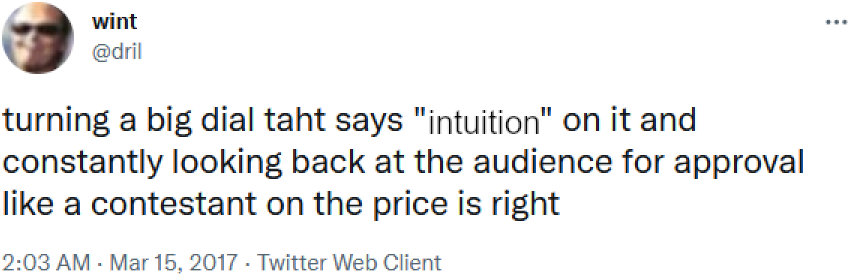 wint
@dril
turning a big dial taht says "intuition" on it and
constantly looking back at the audience for approval
like a contestant on the price is right
2:03 AM · Mar 15, 2017 · Twitter Web Client